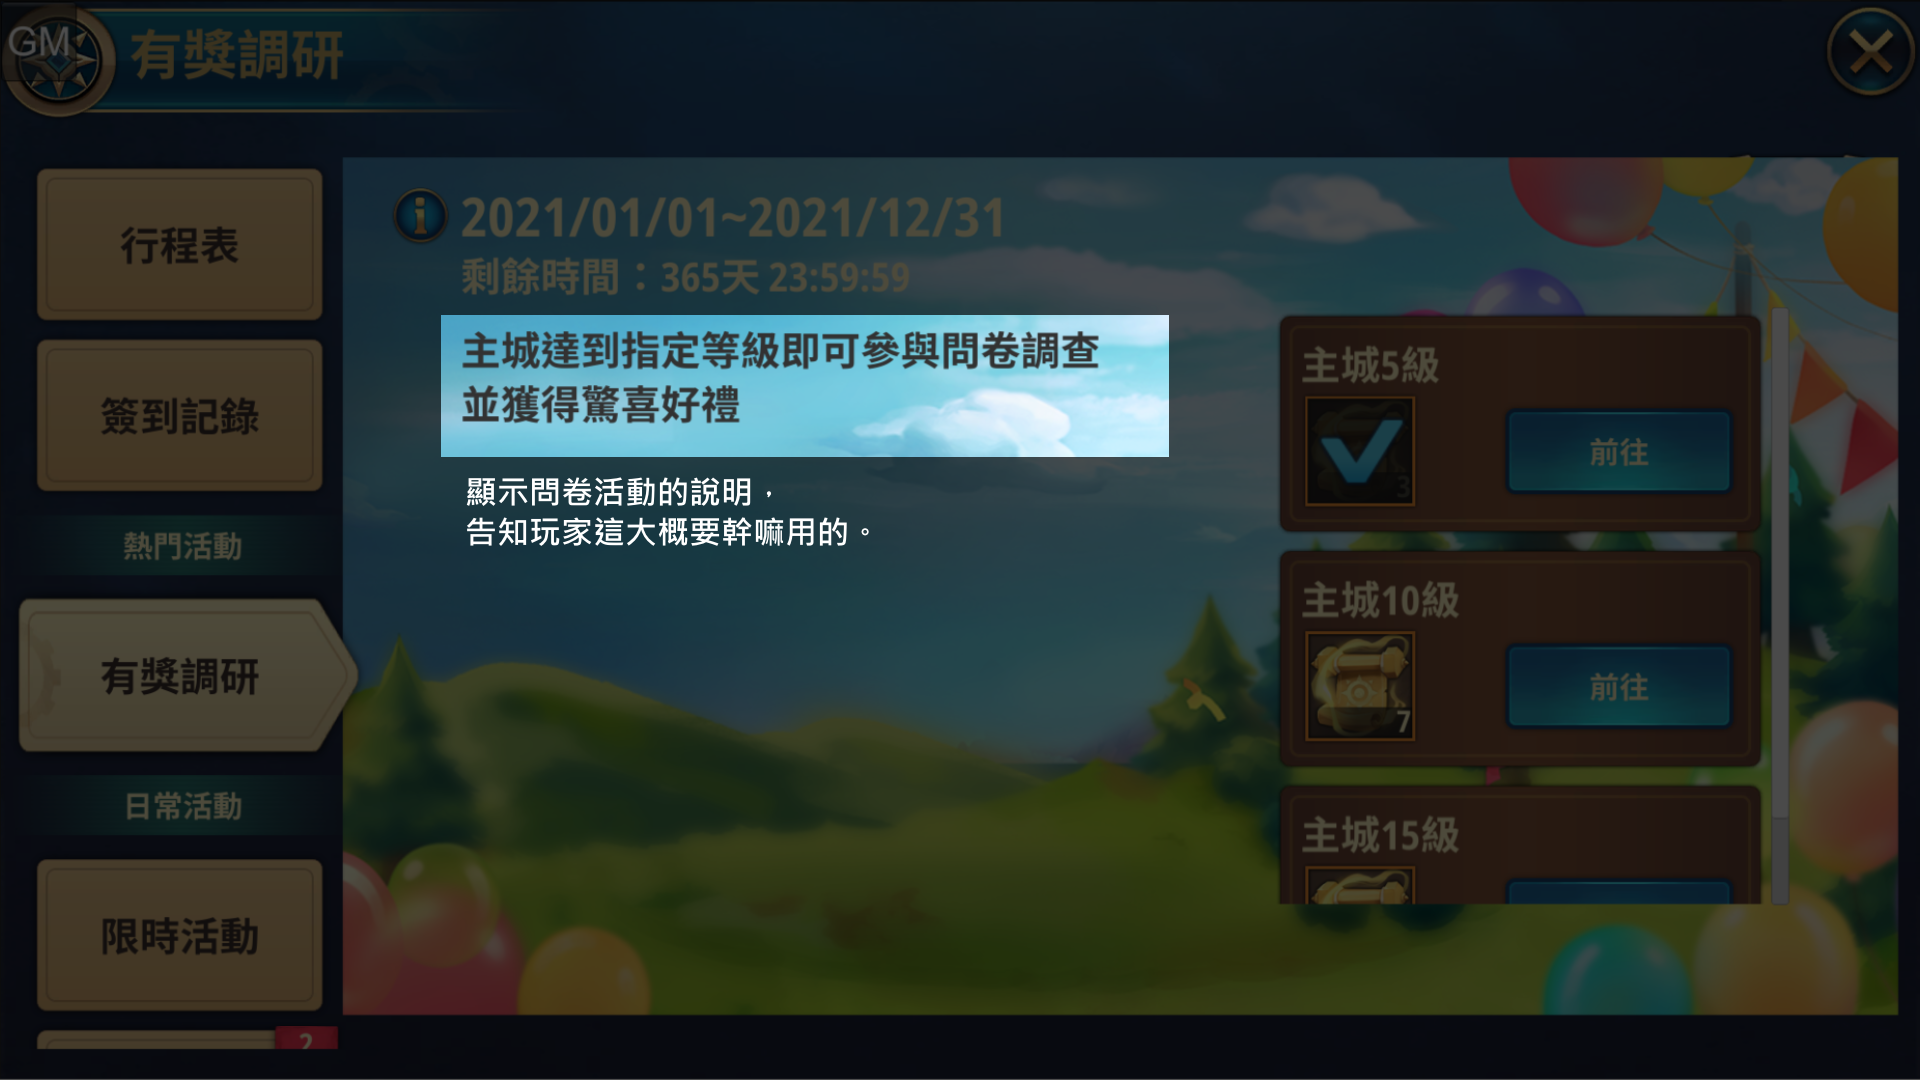 GM
有獎調研
行程表
簽到記錄
熱門活動
有獎調研
日常活動
限時活動
2
2021/01/01~2021/12/31
剩餘時間：365天 23:59:59
主城達到指定等級即可參與問卷調查
並獲得驚喜好禮
顯示問卷活動的說明，
告知玩家這大概要幹嘛用的。
主城5級
3
前往
主城10級
7
前往
主城15級